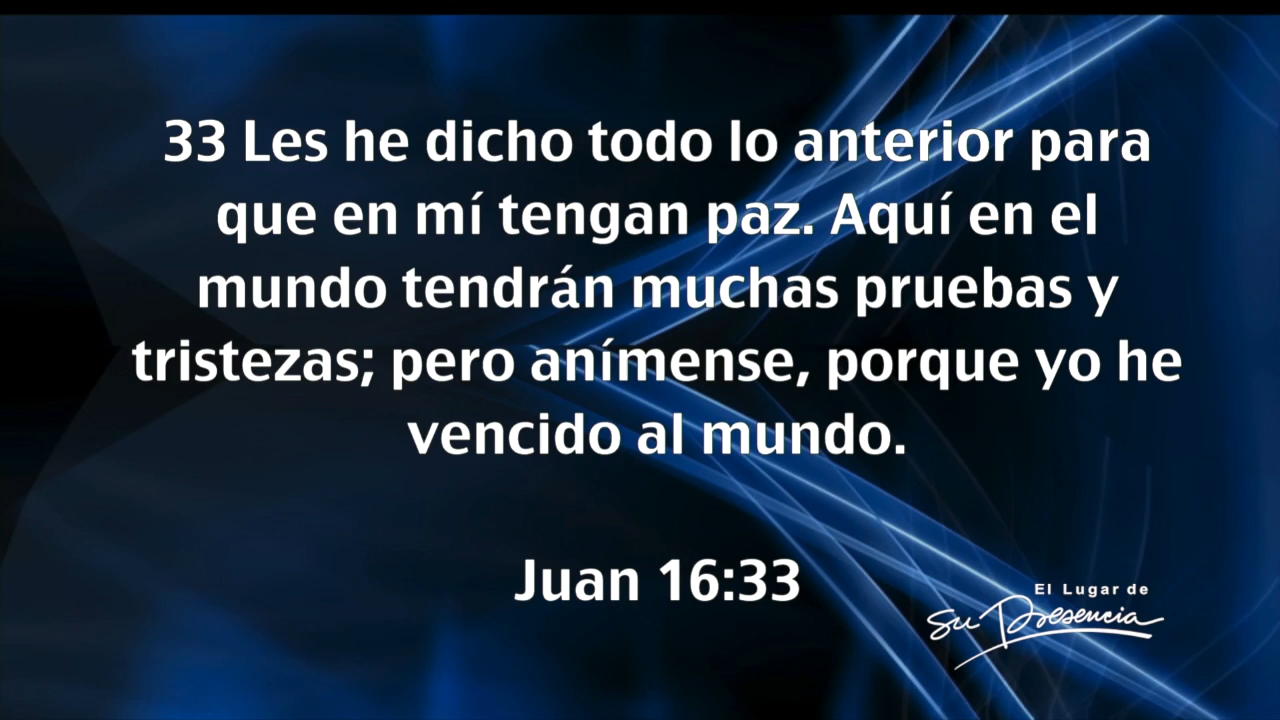 33 Les he dicho todo lo anterior para
que en mí tengan paz. Aquí en el
mundo tendrán muchas pruebas y
tristezas; pero anímense, porque yo he
vencido al mundo.
Juan 16:33
El Lugar de
Su Presencia